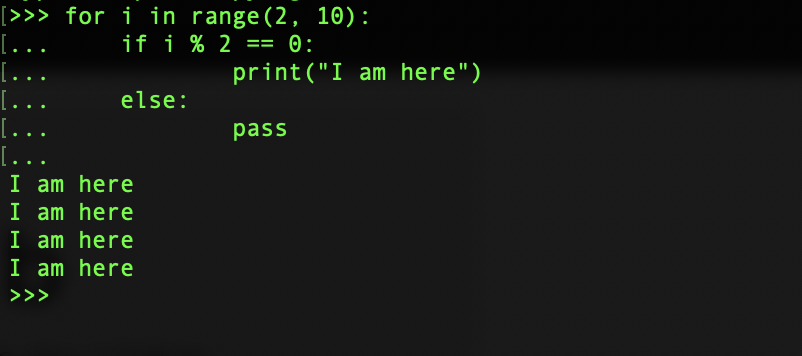 >>> for i in range(2, 10):
...     if i % 2 == 0:
...             print("I am here")
...     else:
...             pass
...
I am here
I am here
I am here
I am here
>>>